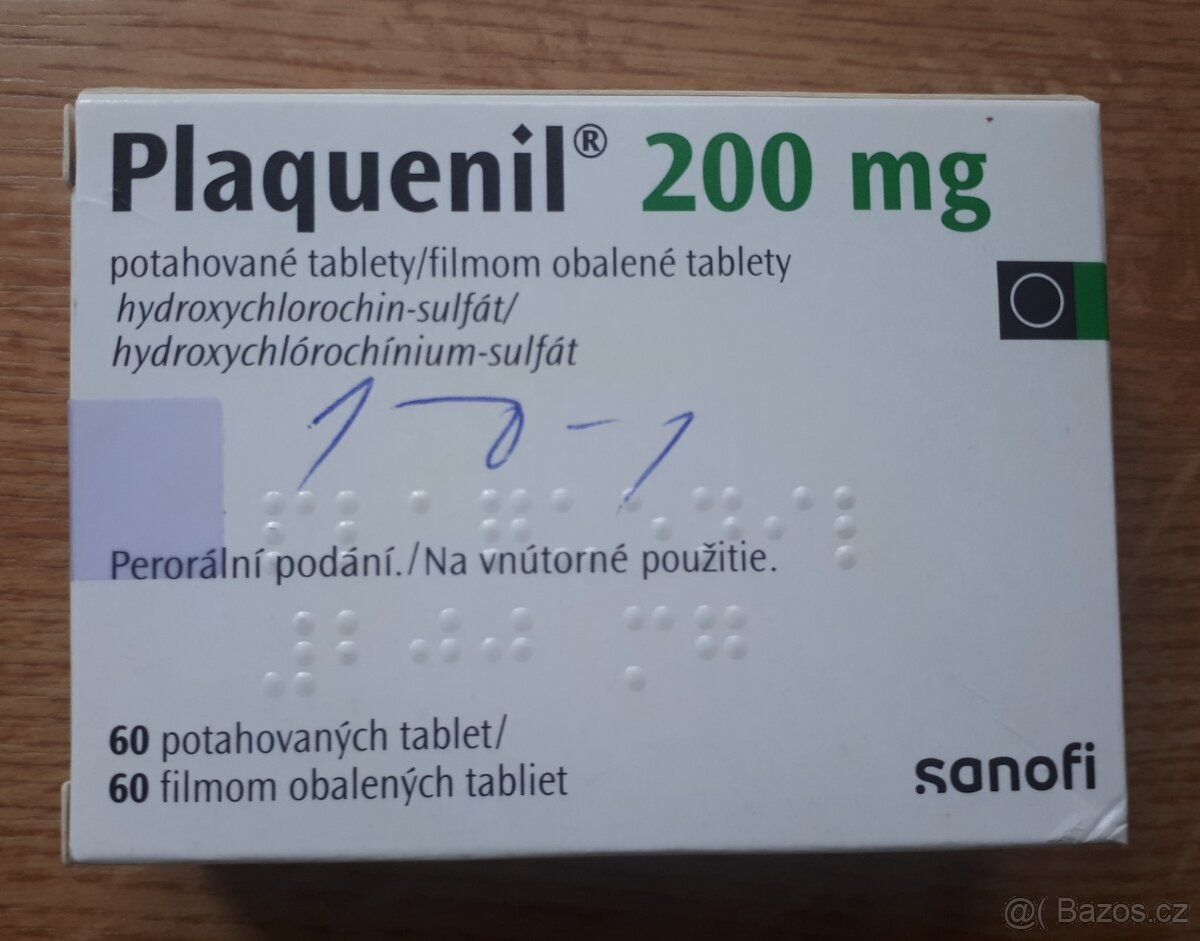 Plaquenil® 200 mg
potahované tablety/filmom obalené tablety
hydroxychlorochin-sulfát/
hydroxychlórochínium-sulfát
1-0-1
Perorální podání./Na vnútorné použitie.
60 potahovaných tablet/
60 filmom obalených tabliet
sanofi
@( Bazos.cz